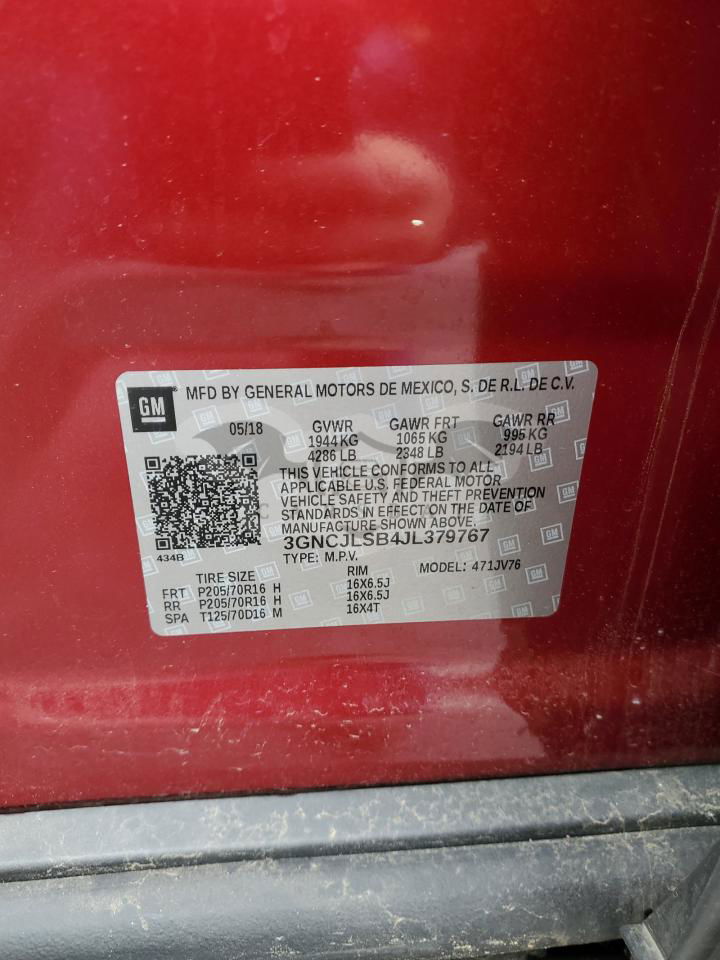 GM
MFD BY GENERAL MOTORS DE MEXICO, S. DE R.L. DE C.V.
05/18 GVWR GAWR FRT GAWR RR
1944 KG 1065 KG 995 KG
4286 LB 2348 LB 2194 LB
THIS VEHICLE CONFORMS TO ALL
APPLICABLE U.S. FEDERAL MOTOR
VEHICLE SAFETY AND THEFT PREVENTION
STANDARDS IN EFFECT ON THE DATE OF
MANUFACTURE SHOWN ABOVE.
3GNCJLSB4JL379767
434B
TYPE: M.P.V. MODEL: 471JV76
TIRE SIZE RIM
FRT P205/70R16 H 16X6.5J
RR P205/70R16 H 16X6.5J
SPA T125/70D16 M 16X4T